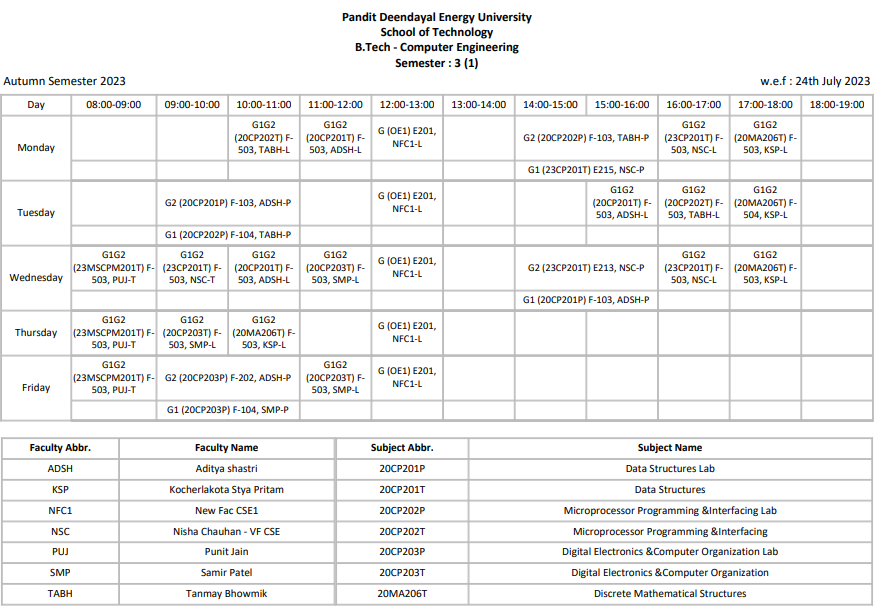 Pandit Deendayal Energy University
School of Technology
B.Tech - Computer Engineering
Semester : 3 (1)
Autumn Semester 2023
w.e.f : 24th July 2023
Day 08:00-09:00 09:00-10:00 10:00-11:00 11:00-12:00 12:00-13:00 13:00-14:00 14:00-15:00 15:00-16:00 16:00-17:00 17:00-18:00 18:00-19:00
Monday
G1G2
(20CP202T) F-
503, TABH-L
G1G2
(20CP201T) F-
503, ADSH-L
G (OE1) E201,
NFC1-L
G2 (20CP202P) F-103, TABH-P
G1G2
(23CP201T) F-
503, NSC-L
G1G2
(20MA206T) F-
503, KSP-L
G1 (23CP201T) E215, NSC-P
Tuesday
G2 (20CP201P) F-103, ADSH-P
G (OE1) E201,
NFC1-L
G1G2
(20CP201T) F-
503, ADSH-L
G1G2
(20CP202T) F-
503, TABH-L
G1G2
(20MA206T) F-
504, KSP-L
G1 (20CP202P) F-104, TABH-P
Wednesday
G1G2
(23MSCPM201T) F-
503, PUJ-T
G1G2
(23CP201T) F-
503, NSC-T
G1G2
(20CP201T) F-
503, ADSH-L
G1G2
(20CP203T) F-
503, SMP-L
G (OE1) E201,
NFC1-L
G2 (23CP201T) E213, NSC-P
G1G2
(23CP201T) F-
503, NSC-L
G1G2
(20MA206T) F-
503, KSP-L
G1 (20CP201P) F-103, ADSH-P
Thursday
G1G2
(23MSCPM201T) F-
503, PUJ-T
G1G2
(20CP203T) F-
503, SMP-L
G1G2
(20MA206T) F-
503, KSP-L
G (OE1) E201,
NFC1-L
Friday
G1G2
(23MSCPM201T) F-
503, PUJ-T
G2 (20CP203P) F-202, ADSH-P
G1G2
(20CP203T) F-
503, SMP-L
G (OE1) E201,
NFC1-L
G1 (20CP203P) F-104, SMP-P
Faculty Abbr. Faculty Name Subject Abbr. Subject Name
ADSH Aditya shastri 20CP201P Data Structures Lab
KSP Kocherlakota Stya Pritam 20CP201T Data Structures
NFC1 New Fac CSE1 20CP202P Microprocessor Programming &Interfacing Lab
NSC Nisha Chauhan - VF CSE 20CP202T Microprocessor Programming &Interfacing
PUJ Punit Jain 20CP203P Digital Electronics &Computer Organization Lab
SMP Samir Patel 20CP203T Digital Electronics &Computer Organization
TABH Tanmay Bhowmik 20MA206T Discrete Mathematical Structures